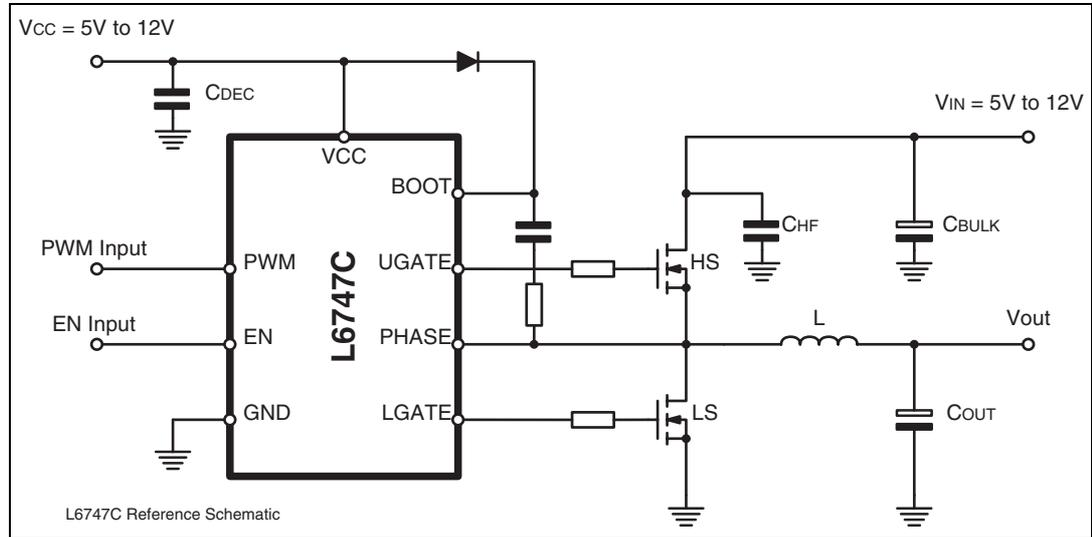 VCC = 5V to 12V
CDEC
VIN = 5V to 12V
VCC
BOOT
CHF
CBULK
PWM Input
PWM
L6747C
UGATE
HS
EN Input
EN
PHASE
L
Vout
GND
LGATE
LS
COUT
L6747C Reference Schematic